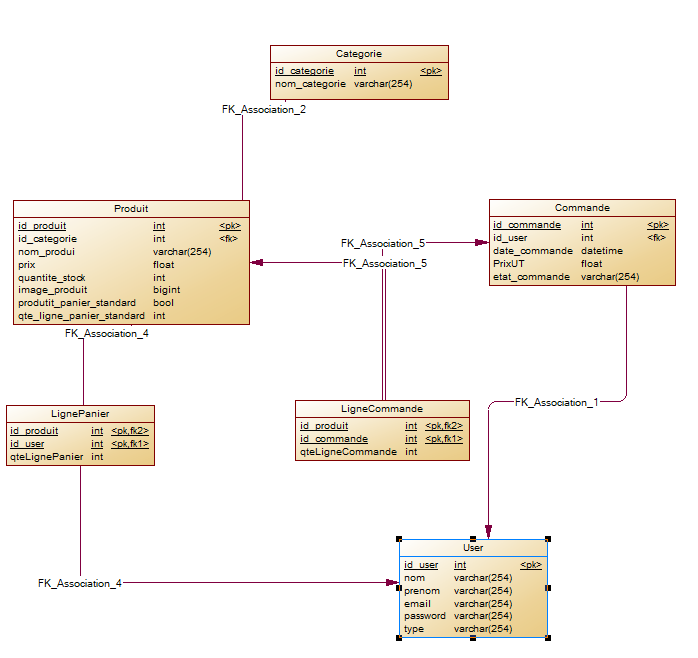 Categorie
id_categorie int <pk>
nom_categorie varchar(254)
FK_Association_2
Produit
id_produit int <pk>
id_categorie int <fk>
nom_produi varchar(254)
prix float
quantite_stock int
image_produit bigint
produtit_panier_standard bool
qte_ligne_panier_standard int
Commande
id_commande int <pk>
id_user int <fk>
date_commande datetime
PrixUT float
etat_commande varchar(254)
FK_Association_5
FK_Association_5
FK_Association_4
LignePanier
id_produit int <pk,fk2>
id_user int <pk,fk1>
qteLignePanier int
LigneCommande
id_produit int <pk,fk2>
id_commande int <pk,fk1>
qteLigneCommande int
FK_Association_1
User
id_user int <pk>
nom varchar(254)
prenom varchar(254)
email varchar(254)
password varchar(254)
type varchar(254)
FK_Association_4